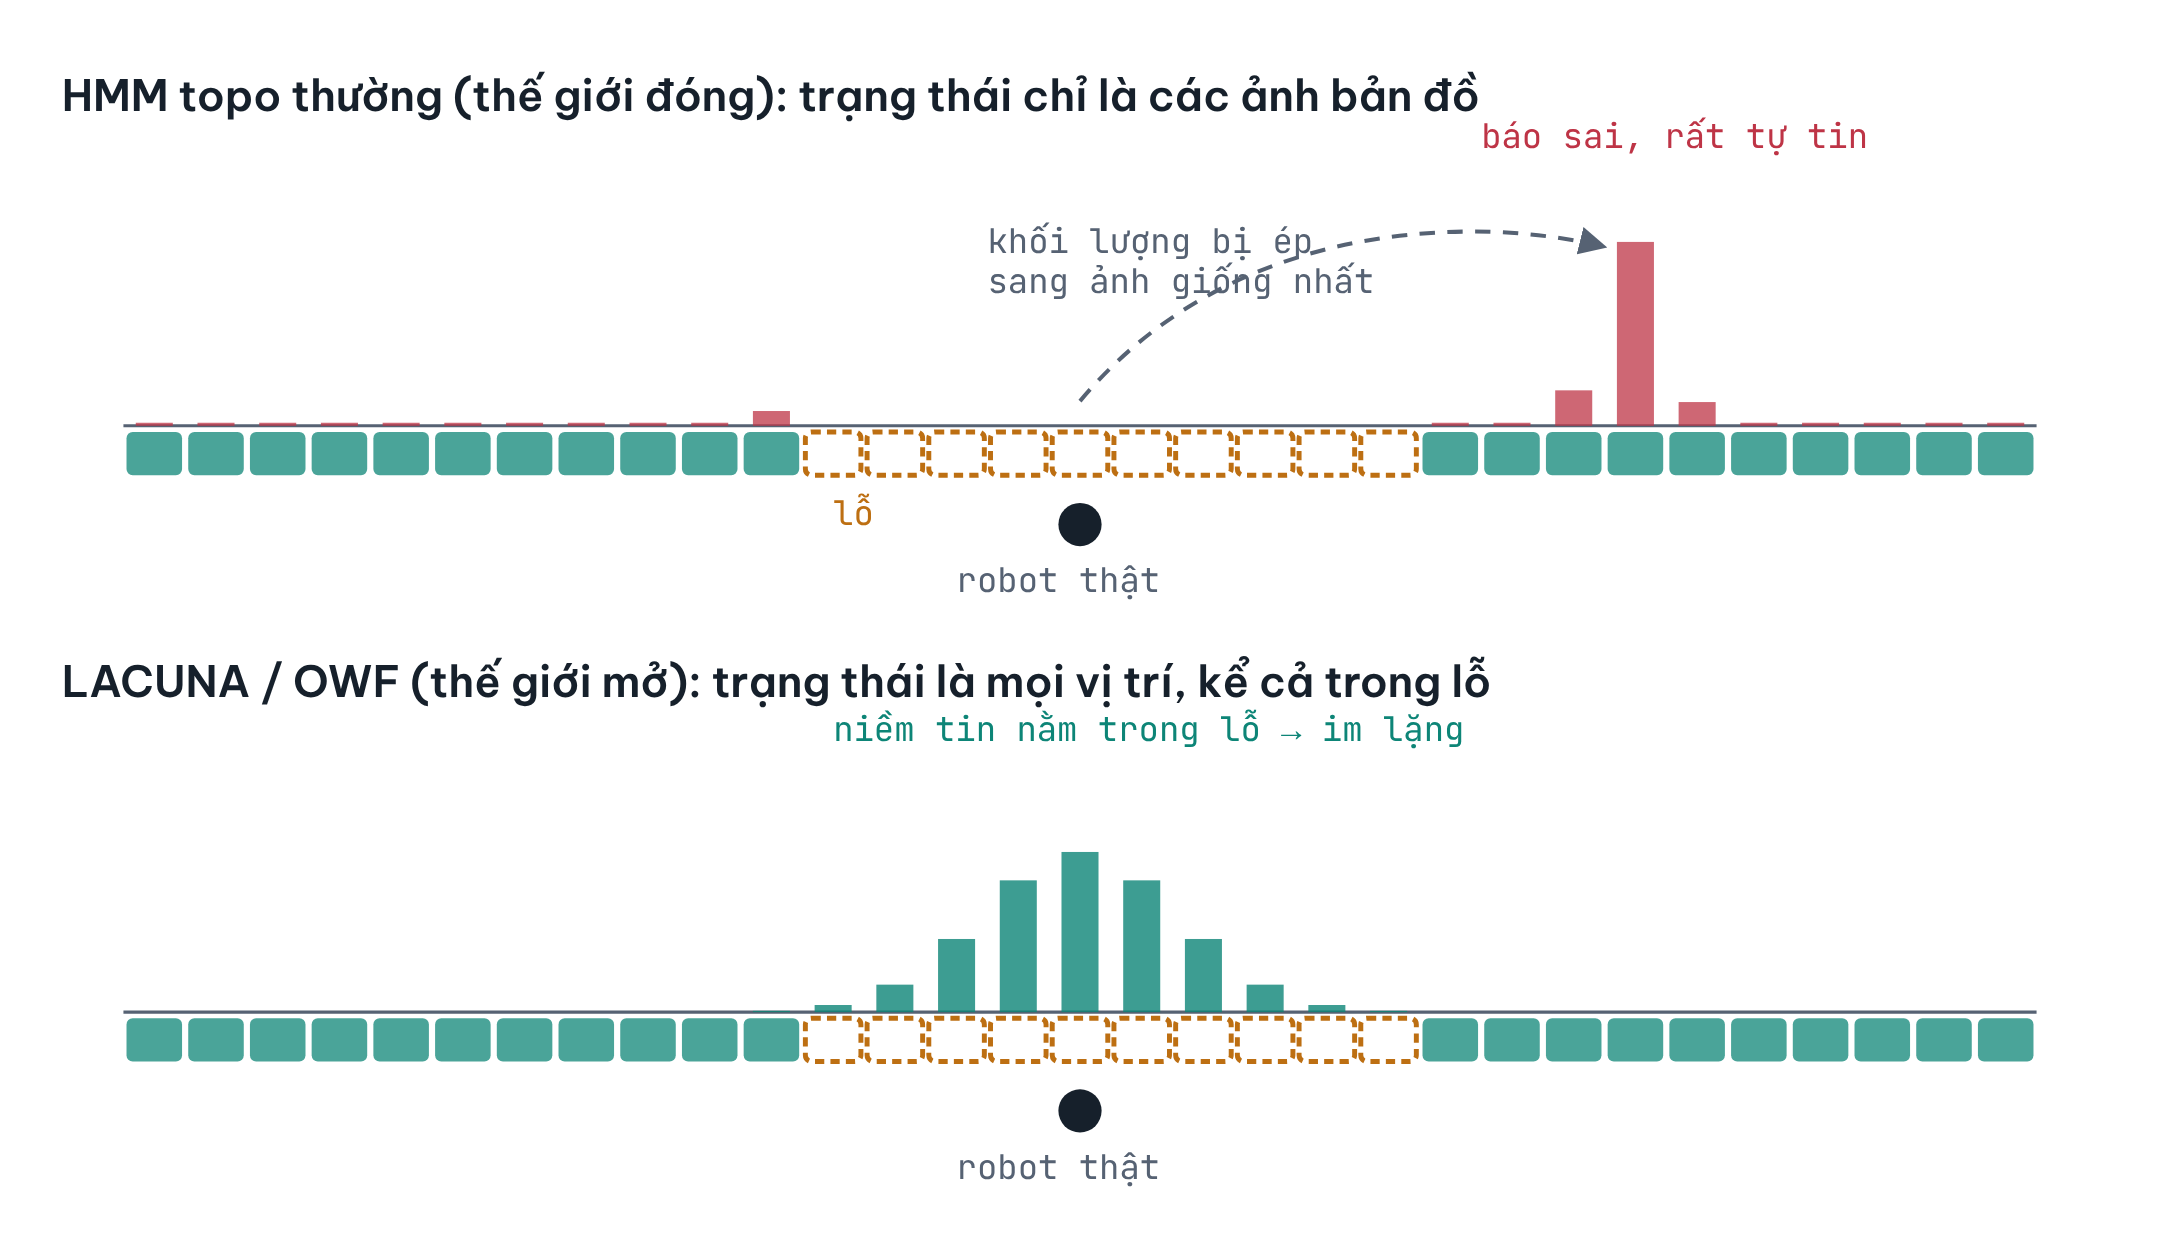 HMM topo thường (thế giới đóng): trạng thái chỉ là các ảnh bản đồ
báo sai, rất tự tin
khối lượng bị ép
sang ảnh giống nhất
lỗ
robot thật
LACUNA / OWF (thế giới mở): trạng thái là mọi vị trí, kể cả trong lỗ
niềm tin nằm trong lỗ → im lặng
robot thật